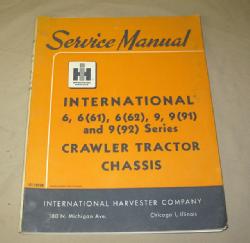 Service Manual
IH
INTERNATIONAL
6, 6(61), 6(62), 9, 9(91)
and 9(92) Series
CRAWLER TRACTOR
CHASSIS
INTERNATIONAL HARVESTER COMPANY
180 N. Michigan Ave. Chicago 1, Illinois